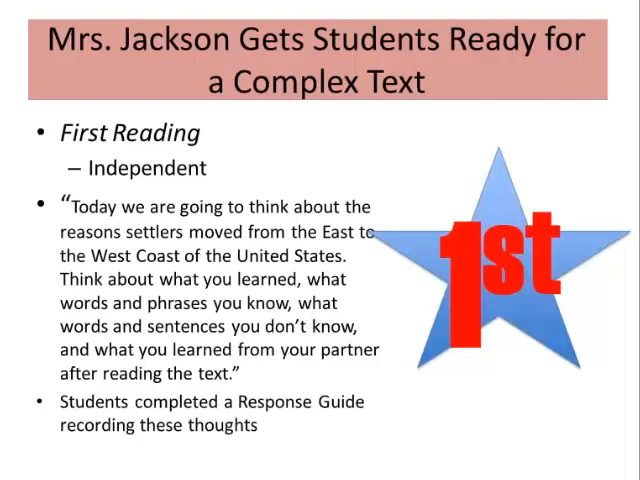 Mrs. Jackson Gets Students Ready for
a Complex Text
• First Reading
– Independent
• “Today we are going to think about the
reasons settlers moved from the East to
the West Coast of the United States.
Think about what you learned, what
words and phrases you know, what
words and sentences you don’t know,
and what you learned from your partner
after reading the text.”
• Students completed a Response Guide
recording these thoughts
1st